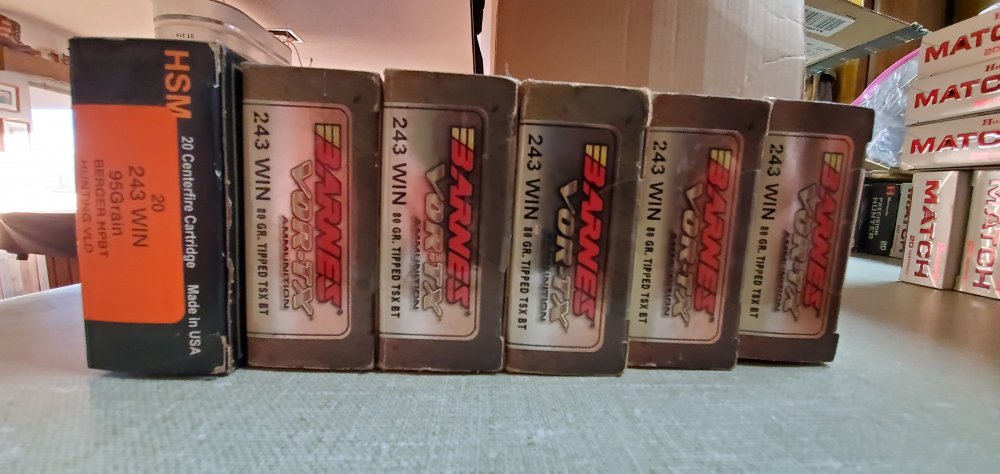 HSM
20 Centerfire Cartridge Made in USA
20
243 WIN
95Grain
BERGER HPBT
HUNTING VLD
BARNES
VOR-TX
AMMUNITION
243 WIN 80 GR. TIPPED TSX BT
BARNES
VOR-TX
AMMUNITION
243 WIN 80 GR. TIPPED TSX BT
BARNES
VOR-TX
AMMUNITION
243 WIN 80 GR. TIPPED TSX BT
BARNES
VOR-TX
AMMUNITION
243 WIN 80 GR. TIPPED TSX BT
BARNES
VOR-TX
AMMUNITION
243 WIN 80 GR. TIPPED TSX BT
MATCH
MATCH
MATCH
MATCH
MATCH
PRECISION
HUNTER
20